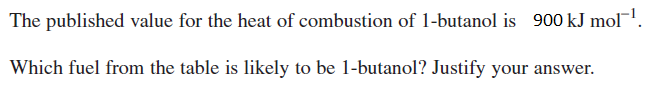 The published value for the heat of combustion of 1-butanol is 900 kJ mol⁻¹.
Which fuel from the table is likely to be 1-butanol? Justify your answer.